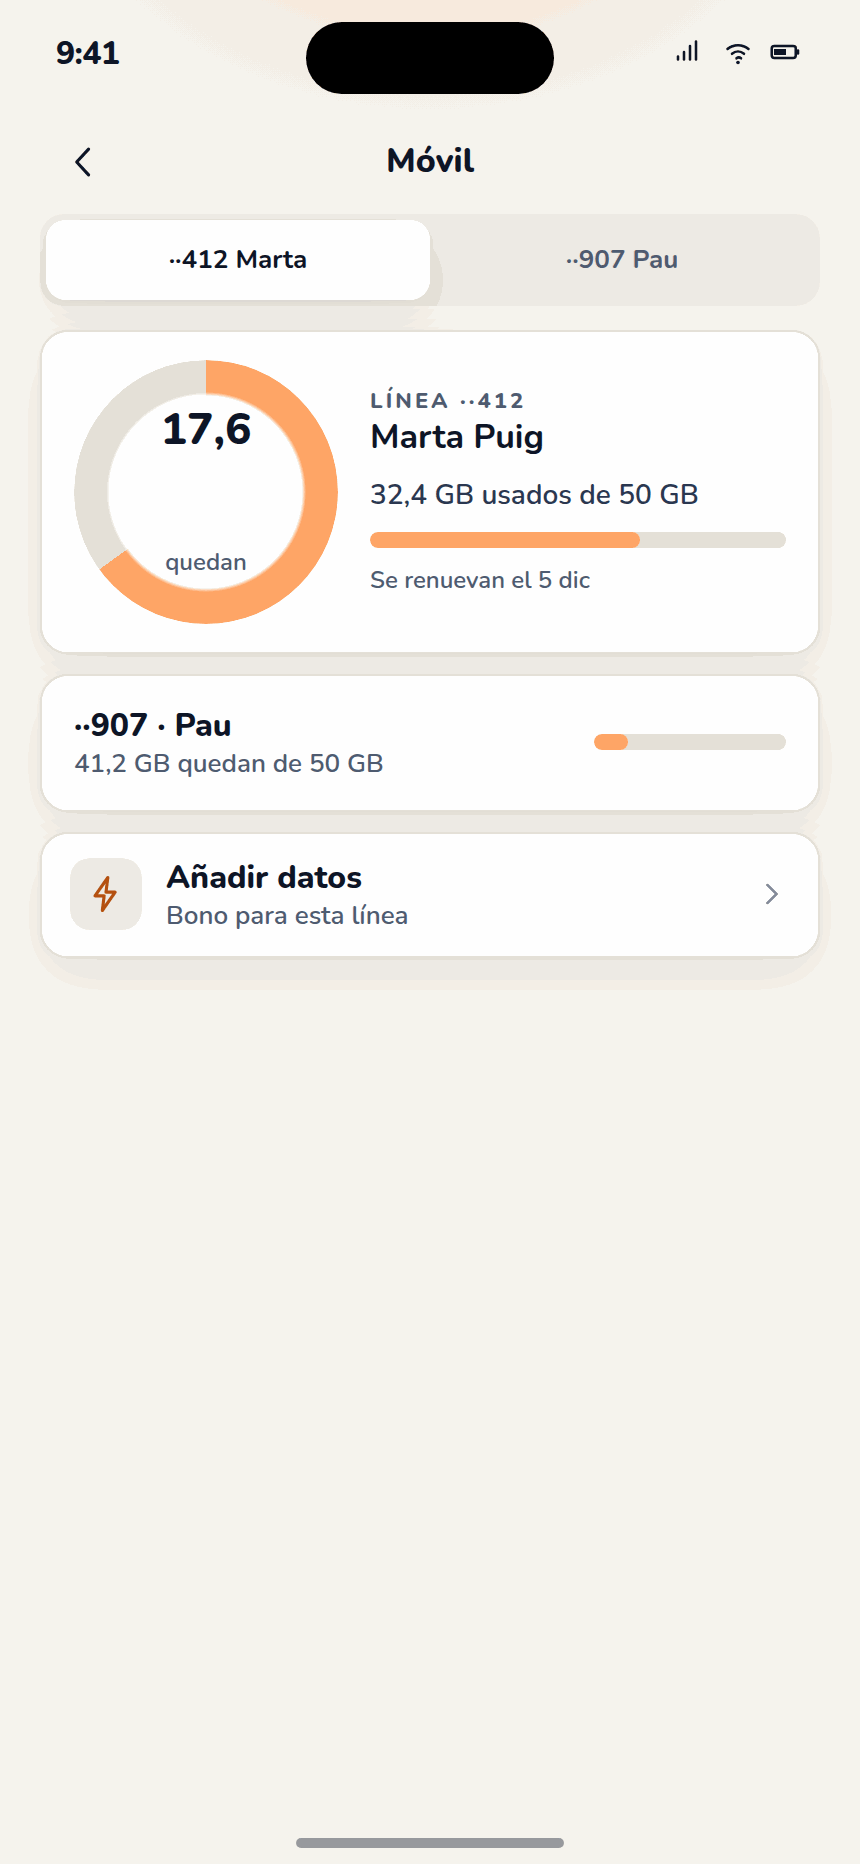 9:41
Móvil
··412 Marta
··907 Pau
17,6
quedan
LÍNEA ··412
Marta Puig
32,4 GB usados de 50 GB
Se renuevan el 5 dic
··907 · Pau
41,2 GB quedan de 50 GB
Añadir datos
Bono para esta línea